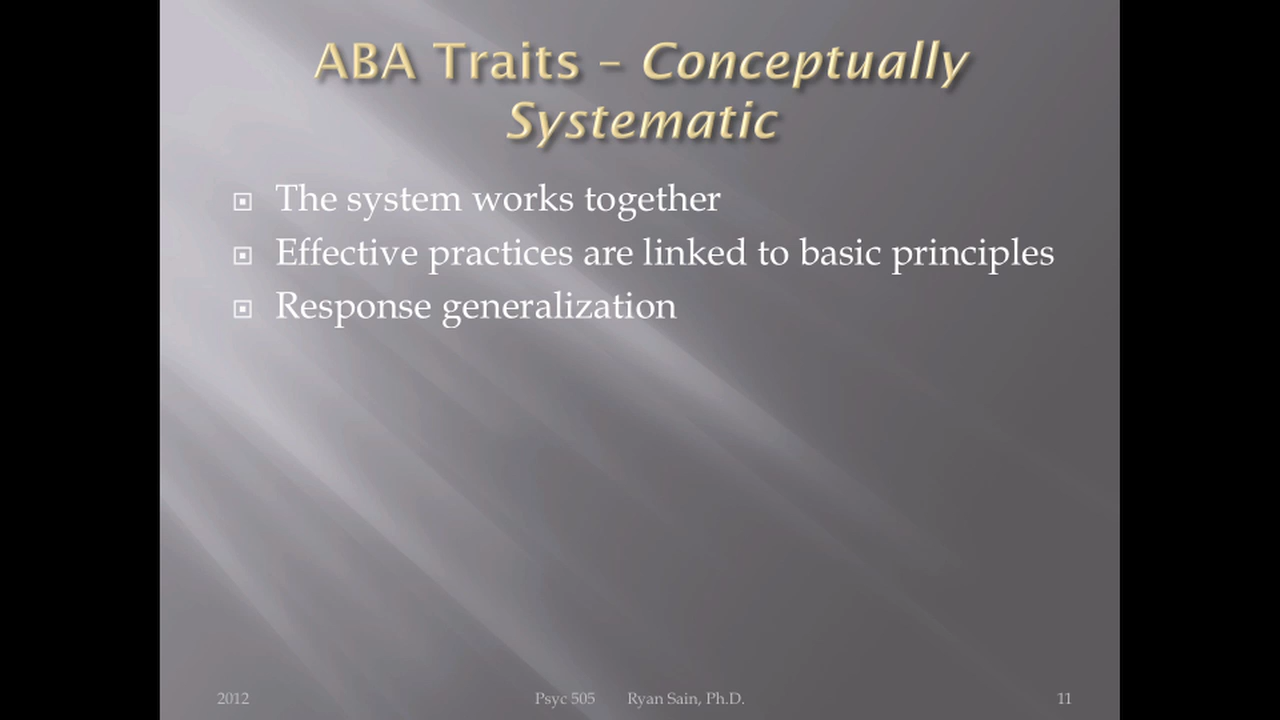 ABA Traits – Conceptually
Systematic
The system works together
Effective practices are linked to basic principles
Response generalization
2012 Psyc 505 Ryan Sain, Ph.D. 11